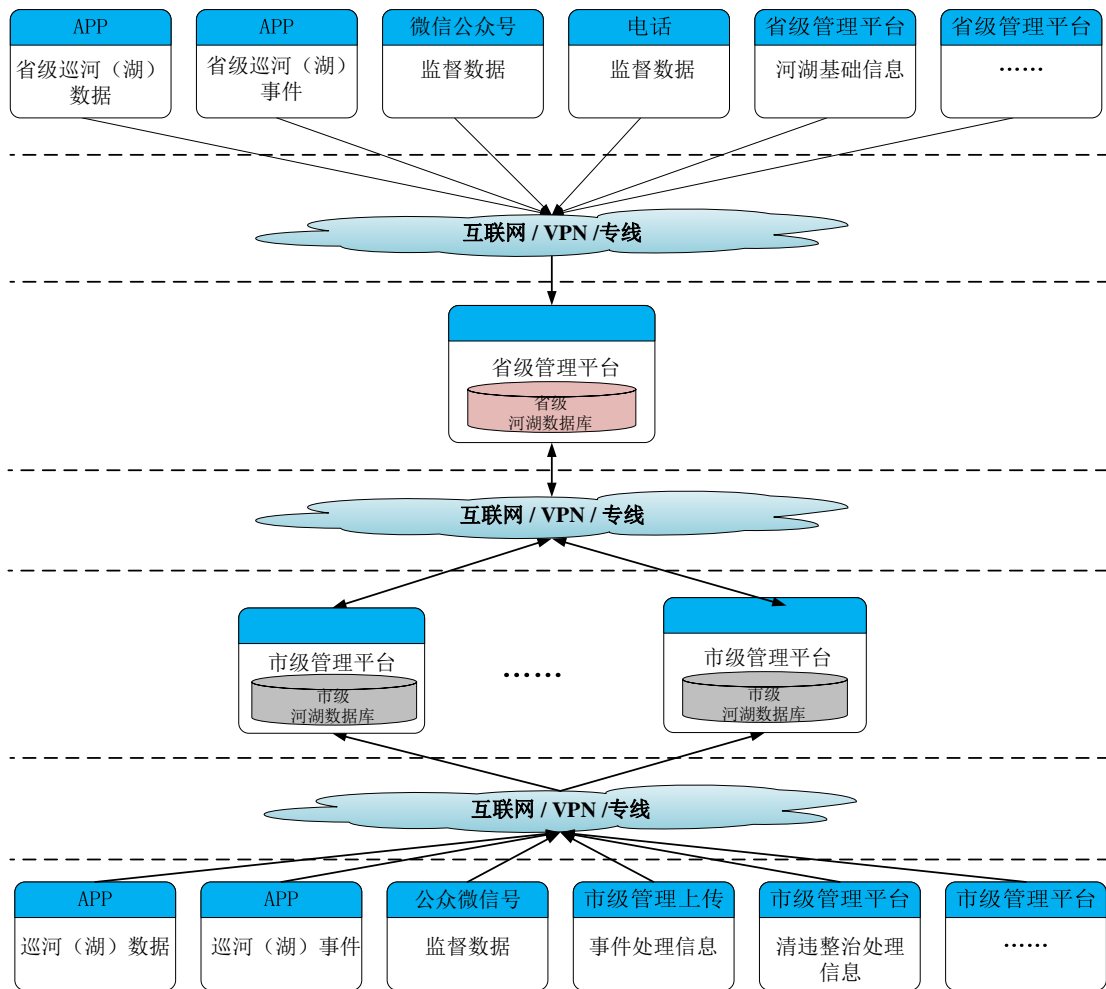 APP
省级巡河（湖）
数据
APP
省级巡河（湖）
事件
微信公众号
监督数据
电话
监督数据
省级管理平台
河湖基础信息
省级管理平台
……
互联网 / VPN /专线
省级管理平台
省级
河湖数据库
互联网 / VPN / 专线
市级管理平台
市级
河湖数据库
……
市级管理平台
市级
河湖数据库
互联网 / VPN /专线
APP
巡河（湖）数据
APP
巡河（湖）事件
公众微信号
监督数据
市级管理上传
事件处理信息
市级管理平台
清违整治处理
信息
市级管理平台
……